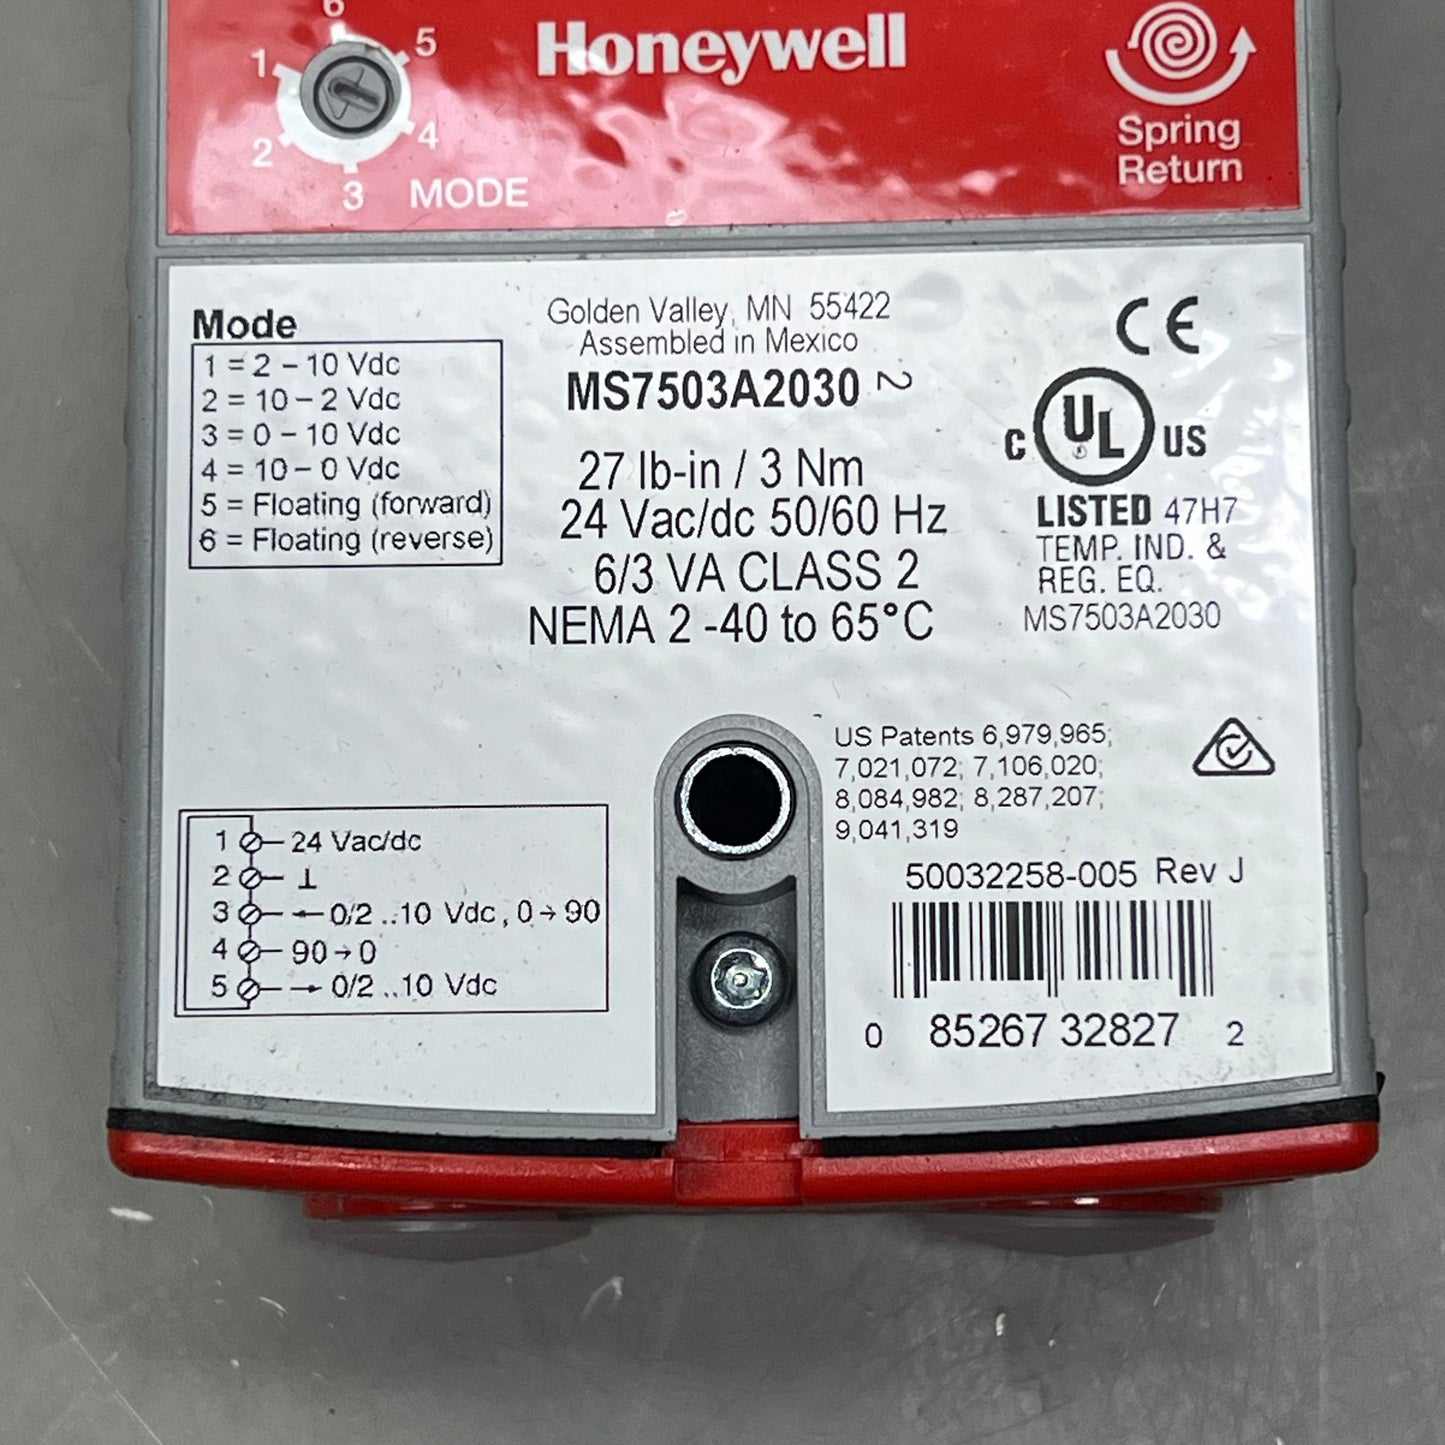 6
5
1
2
4
3
MODE
Honeywell
Spring
Return
Mode
1 = 2 – 10 Vdc
2 = 10 – 2 Vdc
3 = 0 – 10 Vdc
4 = 10 – 0 Vdc
5 = Floating (forward)
6 = Floating (reverse)
Golden Valley, MN 55422
Assembled in Mexico
MS7503A2030 2
27 lb-in / 3 Nm
24 Vac/dc 50/60 Hz
6/3 VA CLASS 2
NEMA 2 -40 to 65°C
CE
C UL US
LISTED 47H7
TEMP. IND. &
REG. EQ.
MS7503A2030
1 24 Vac/dc
2 ⊥
3 ← 0/2 ..10 Vdc, 0 → 90
4 90 → 0
5 → 0/2 ..10 Vdc
US Patents 6,979,965;
7,021,072; 7,106,020;
8,084,982; 8,287,207;
9,041,319
50032258-005 Rev J
0 85267 32827 2